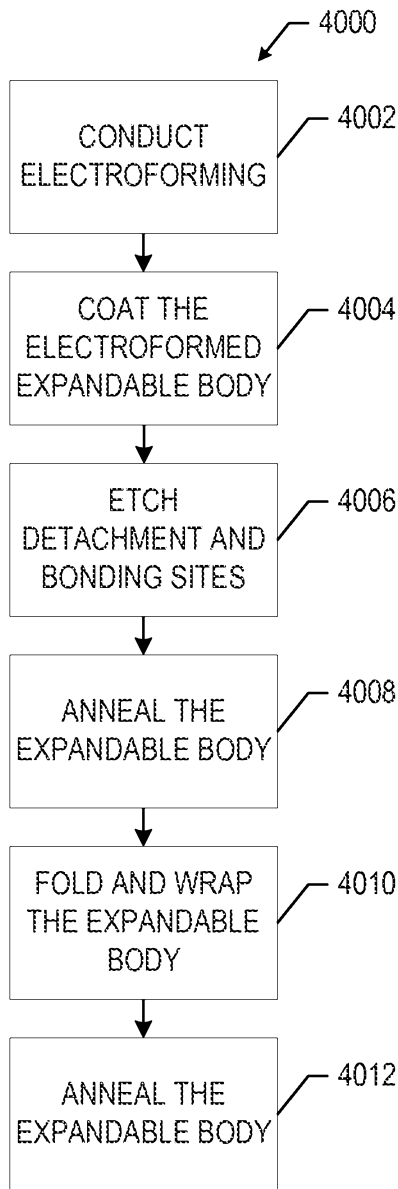 4000
CONDUCT
ELECTROFORMING
4002
COAT THE
ELECTROFORMED
EXPANDABLE BODY
4004
ETCH
DETACHMENT AND
BONDING SITES
4006
ANNEAL THE
EXPANDABLE BODY
4008
FOLD AND WRAP
THE EXPANDABLE
BODY
4010
ANNEAL THE
EXPANDABLE BODY
4012